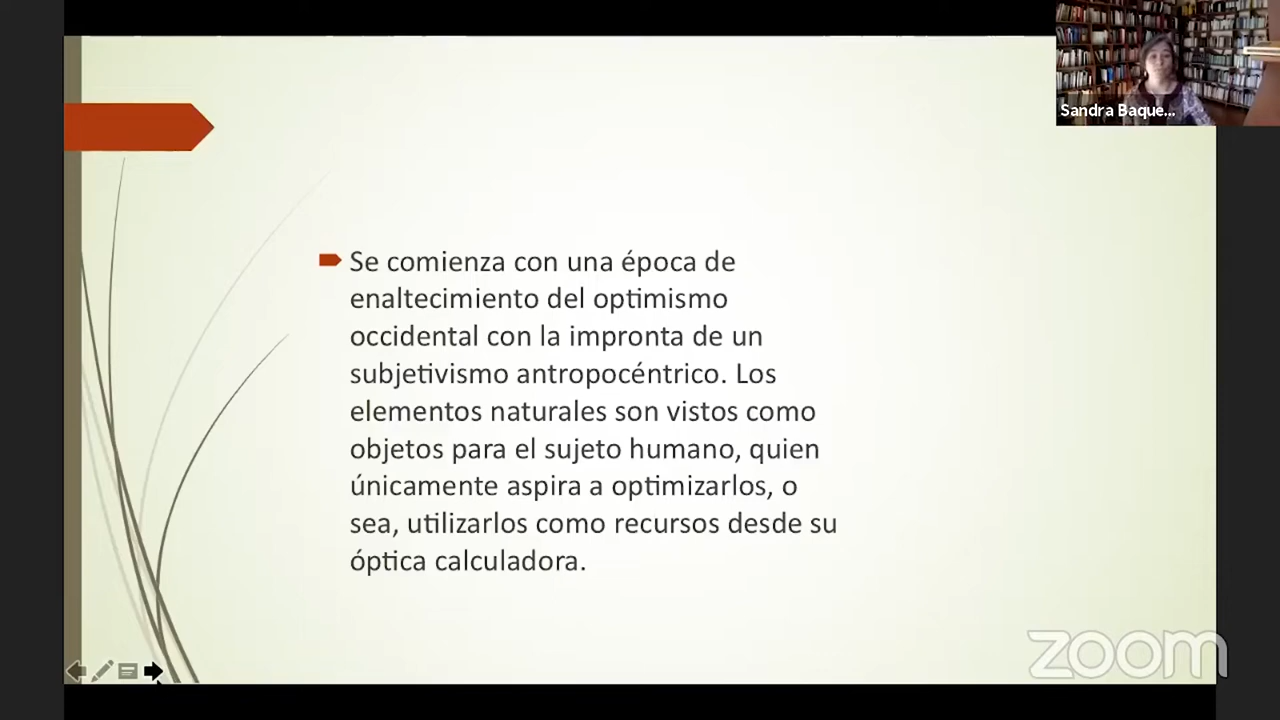 Sandra Baque...
Se comienza con una época de
enaltecimiento del optimismo
occidental con la impronta de un
subjetivismo antropocéntrico. Los
elementos naturales son vistos como
objetos para el sujeto humano, quien
únicamente aspira a optimizarlos, o
sea, utilizarlos como recursos desde su
óptica calculadora.
zoom